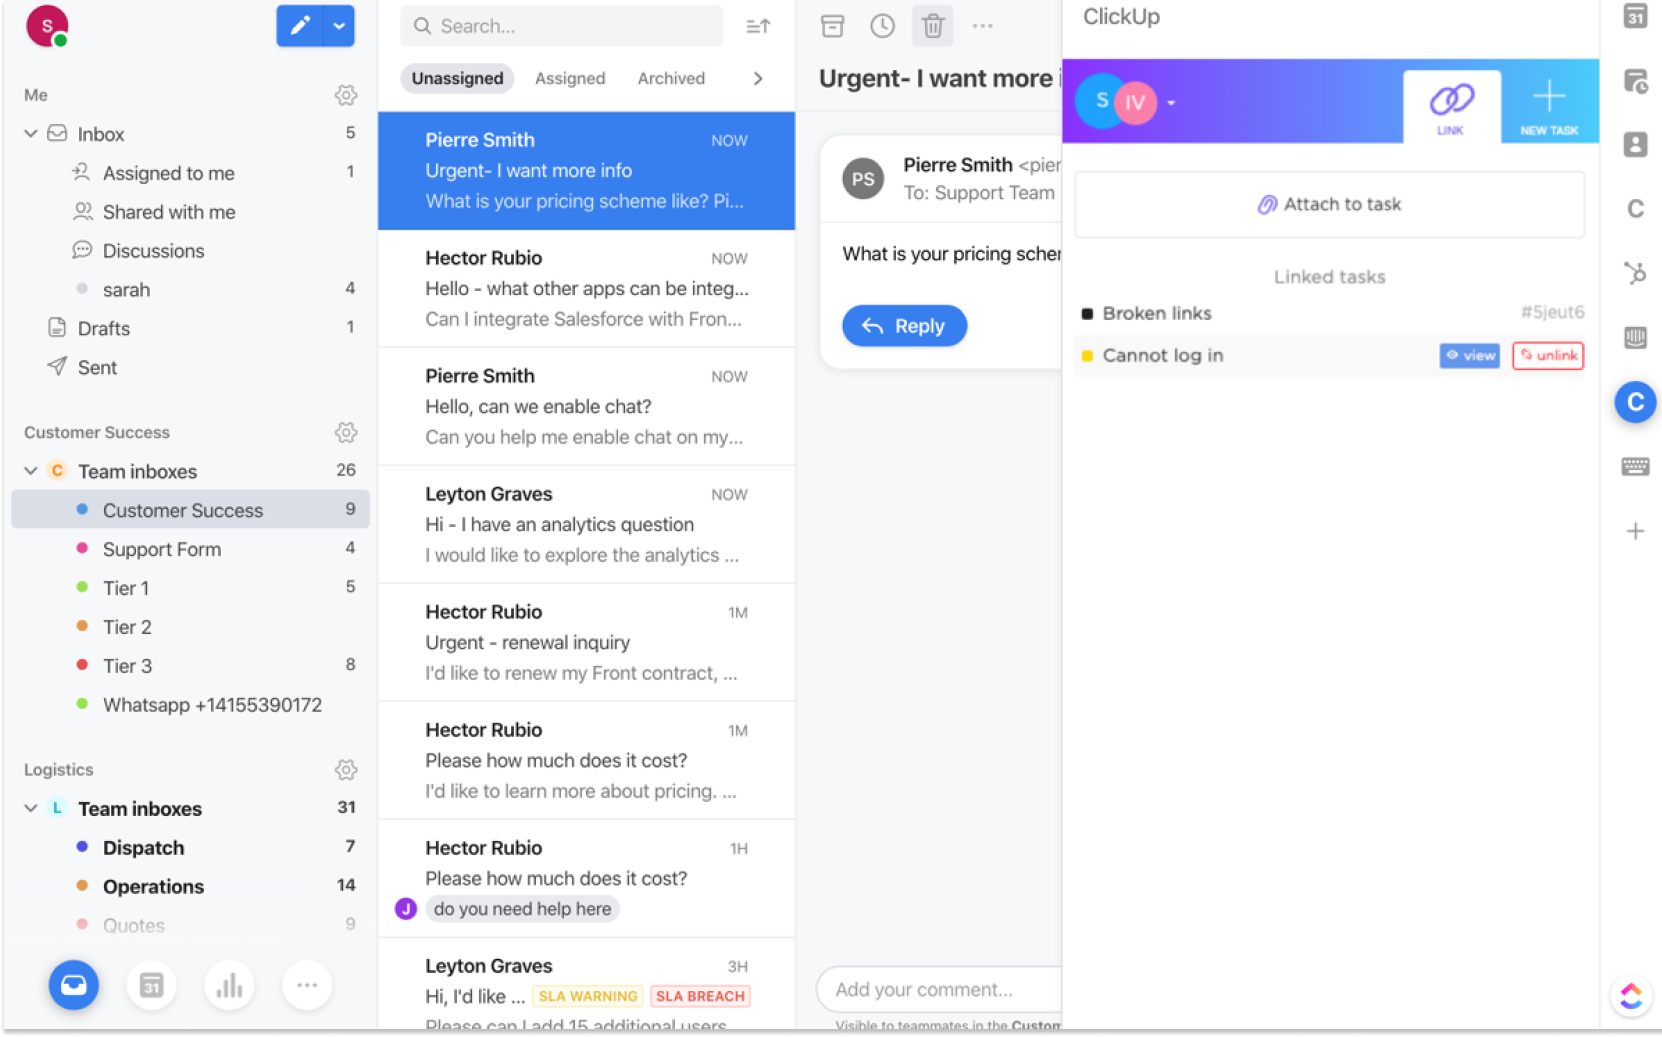 S
Me
Inbox 5
Assigned to me 1
Shared with me
Discussions
sarah 4
Drafts 1
Sent
Customer Success
C Team inboxes 26
Customer Success 9
Support Form 4
Tier 1 5
Tier 2
Tier 3 8
Whatsapp +14155390172
Logistics
L Team inboxes 31
Dispatch 7
Operations 14
Quotes 9
31
Search...
Unassigned Assigned Archived
Pierre Smith NOW
Urgent- I want more info
What is your pricing scheme like? Pi...
Hector Rubio NOW
Hello - what other apps can be integ...
Can I integrate Salesforce with Fron...
Pierre Smith NOW
Hello, can we enable chat?
Can you help me enable chat on my...
Leyton Graves NOW
Hi - I have an analytics question
I would like to explore the analytics ...
Hector Rubio 1M
Urgent - renewal inquiry
I'd like to renew my Front contract, ...
Hector Rubio 1M
Please how much does it cost?
I'd like to learn more about pricing. ...
Hector Rubio 1H
Please how much does it cost?
J do you need help here
Leyton Graves 3H
Hi, I'd like ... SLA WARNING SLA BREACH
Please can I add 15 additional users
Urgent- I want more
PS
Pierre Smith <pier
To: Support Team
What is your pricing scher
Reply
Add your comment...
Visible to teammates in the Custom
ClickUp
S IV
LINK
NEW TASK
Attach to task
Linked tasks
Broken links #5jeut6
Cannot log in view unlink
31
C
C